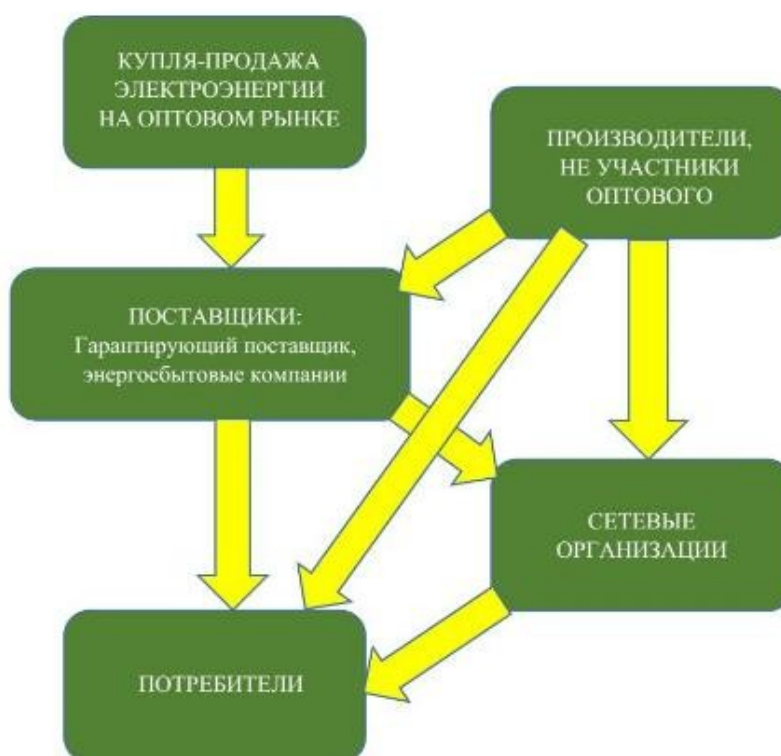 КУПЛЯ-ПРОДАЖА
ЭЛЕКТРОЭНЕРГИИ
НА ОПТОВОМ РЫНКЕ
ПРОИЗВОДИТЕЛИ,
НЕ УЧАСТНИКИ
ОПТОВОГО
ПОСТАВЩИКИ:
Гарантирующий поставщик,
энергосбытовые компании
СЕТЕВЫЕ
ОРГАНИЗАЦИИ
ПОТРЕБИТЕЛИ